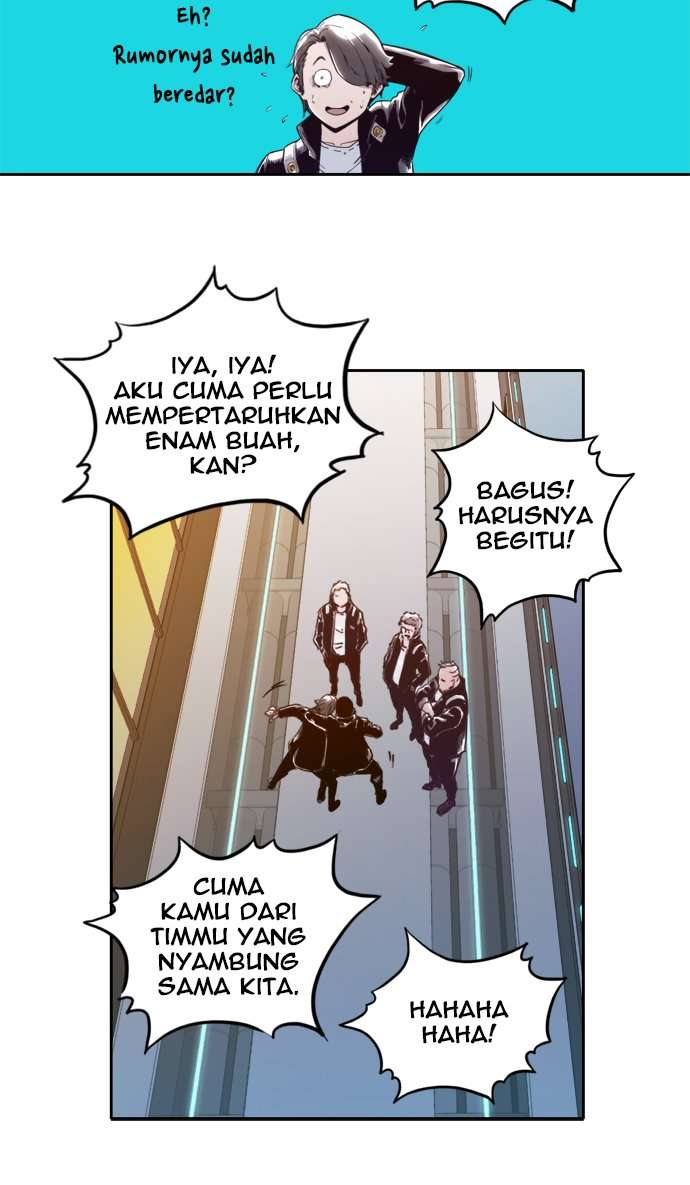 Eh?
Rumornya sudah
beredar?
IYA, IYA!
AKU CUMA PERLU
MEMPERTARUHKAN
ENAM BUAH,
KAN?
BAGUS!
HARUSNYA
BEGITU!
CUMA
KAMU DARI
TIMMU YANG
NYAMBUNG
SAMA KITA.
HAHAHA
HAHA!